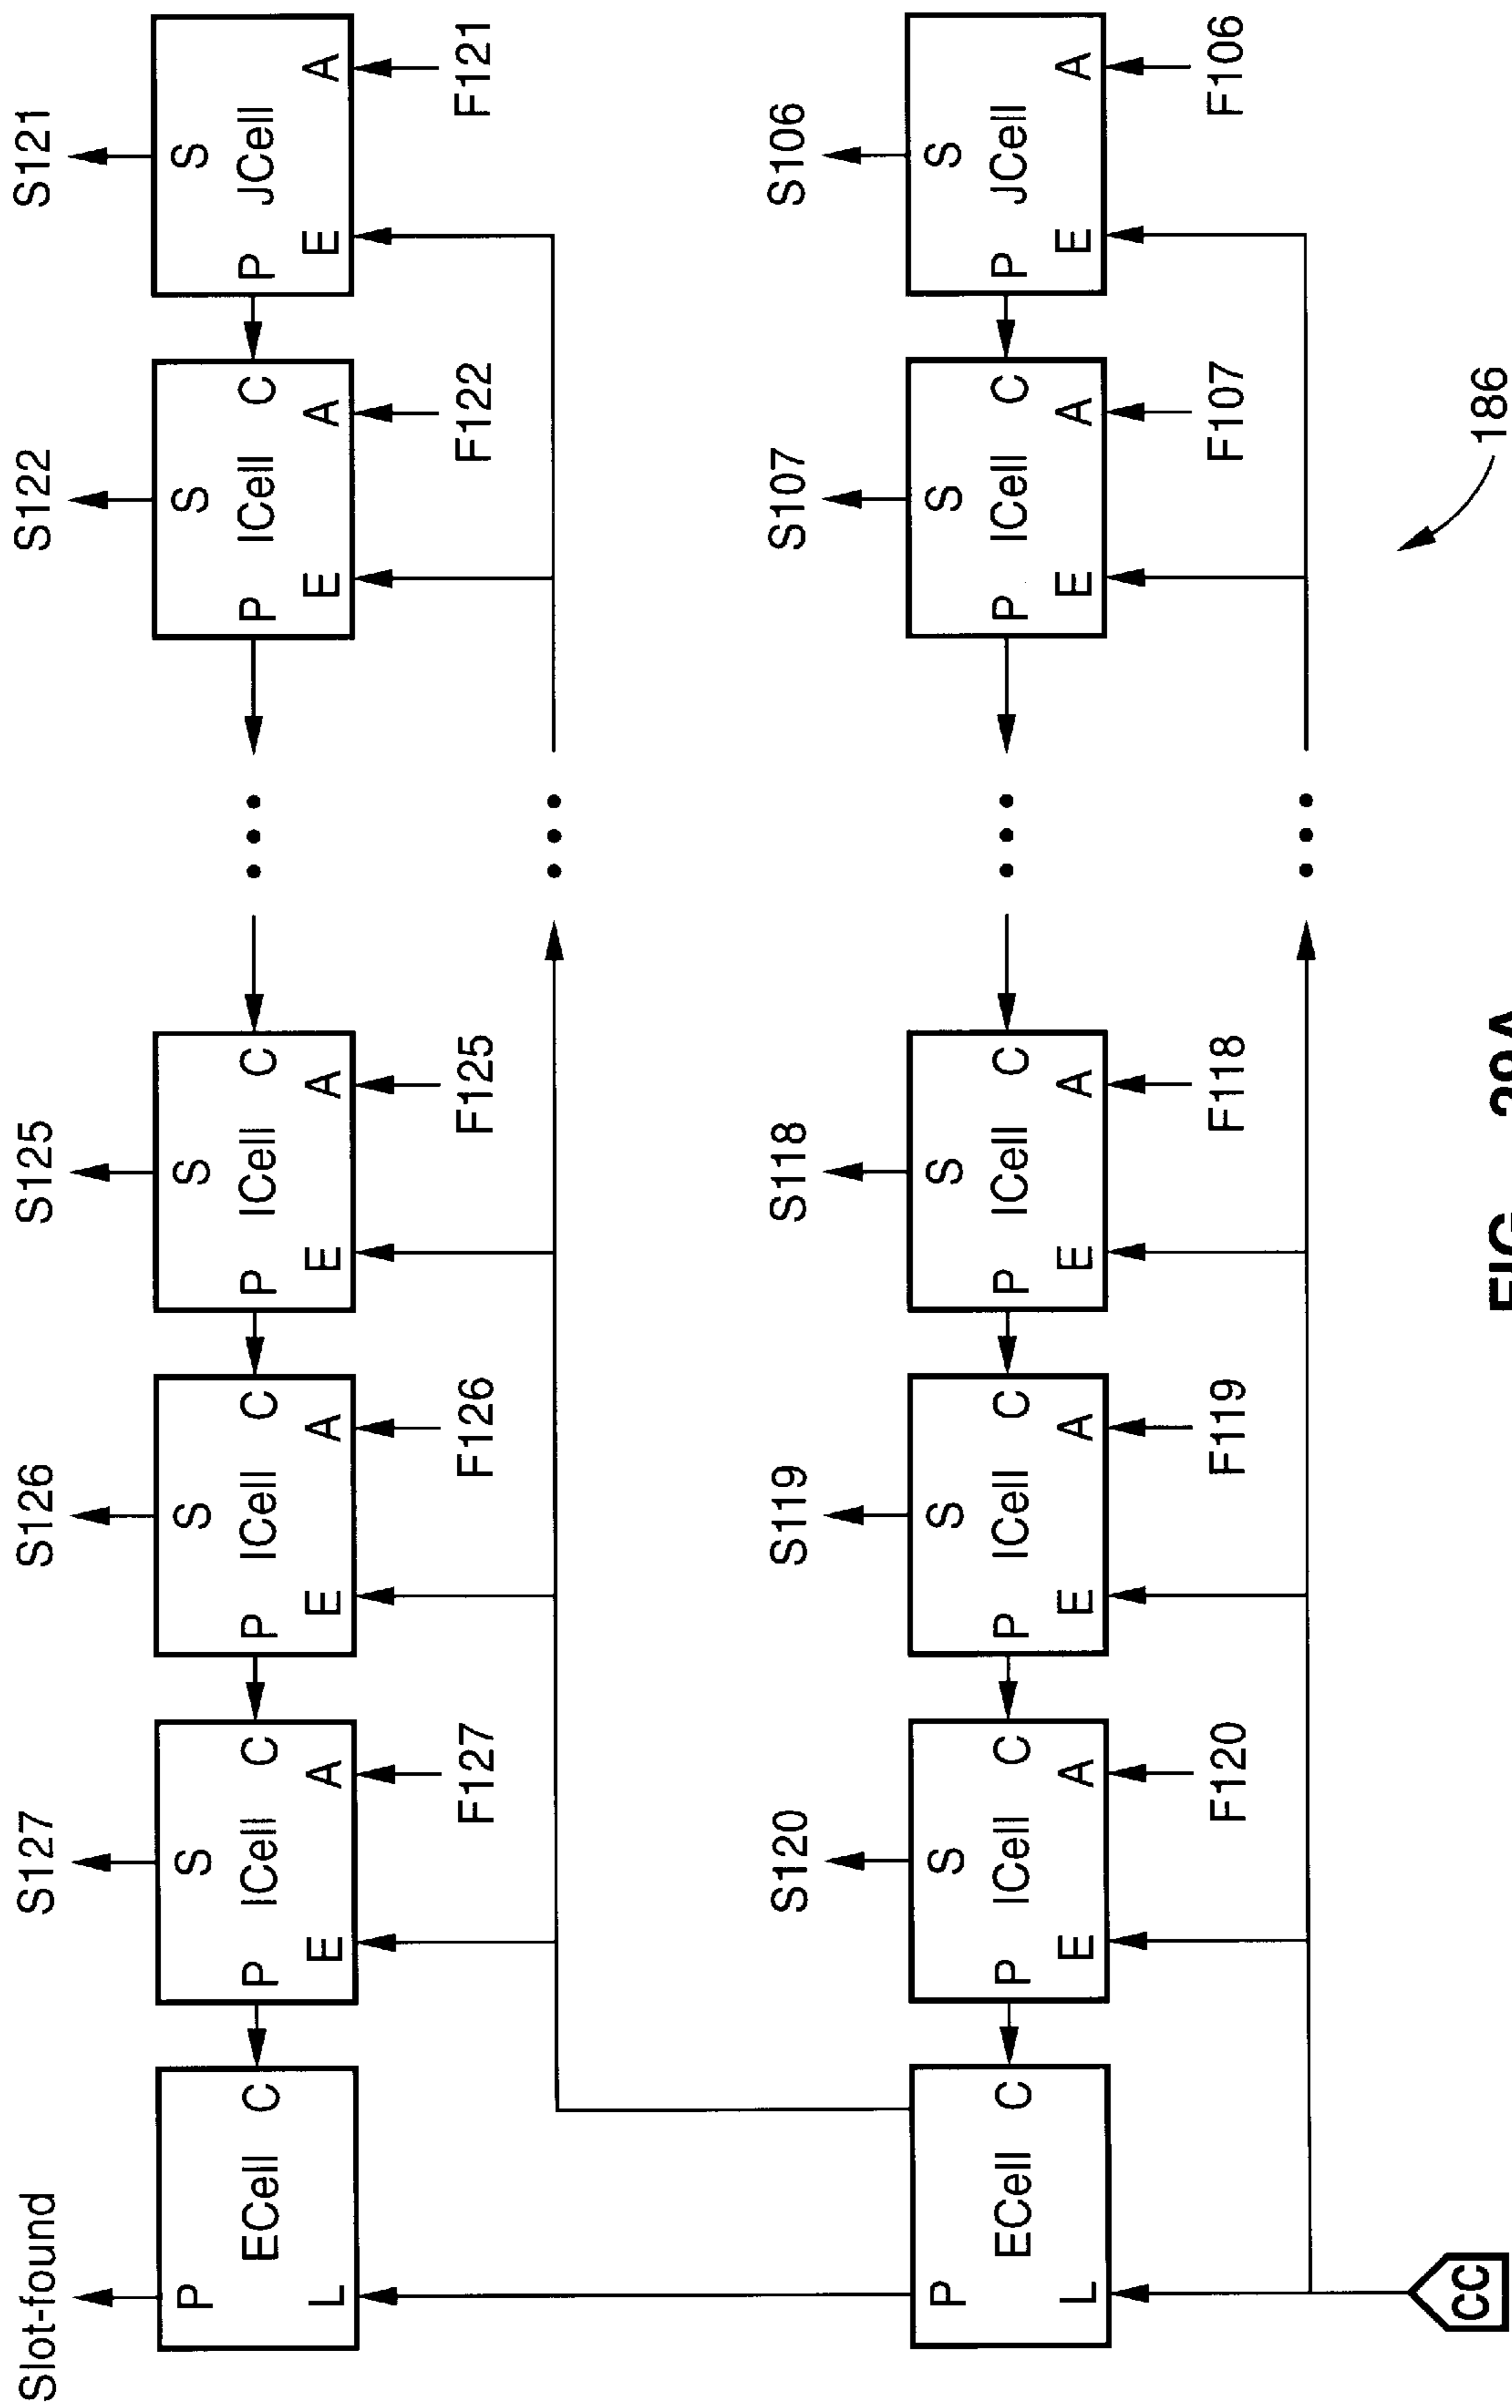 Slot-found S127 S126 S125 S122 S121
P S S S S S
ECell C P ICell C P ICell C P ICell C P ICell C P JCell
L E A E A E A E A E A
F127 F126 F125 F122 F121
S120 S119 S118 S107 S106
P S S S S S
ECell C P ICell C P ICell C P ICell C P ICell C P JCell
L E A E A E A E A E A
F120 F119 F118 F107 F106
CC
186
FIG